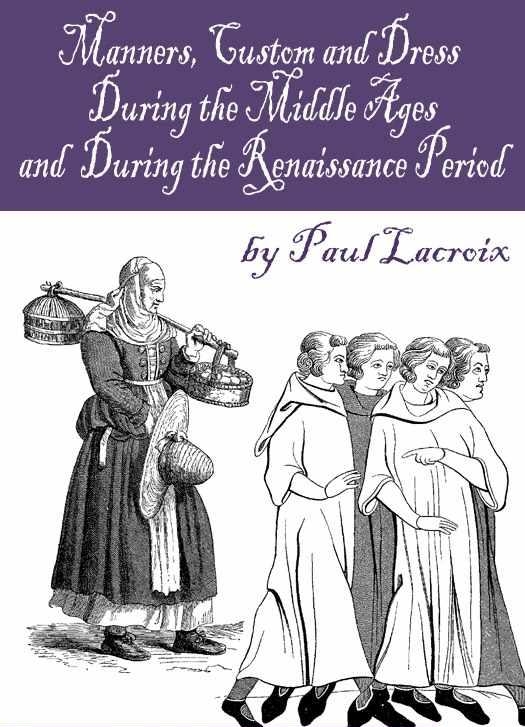 Manners, Custom and Dress
During the Middle Ages
and During the Renaissance Period
by Paul Lacroix